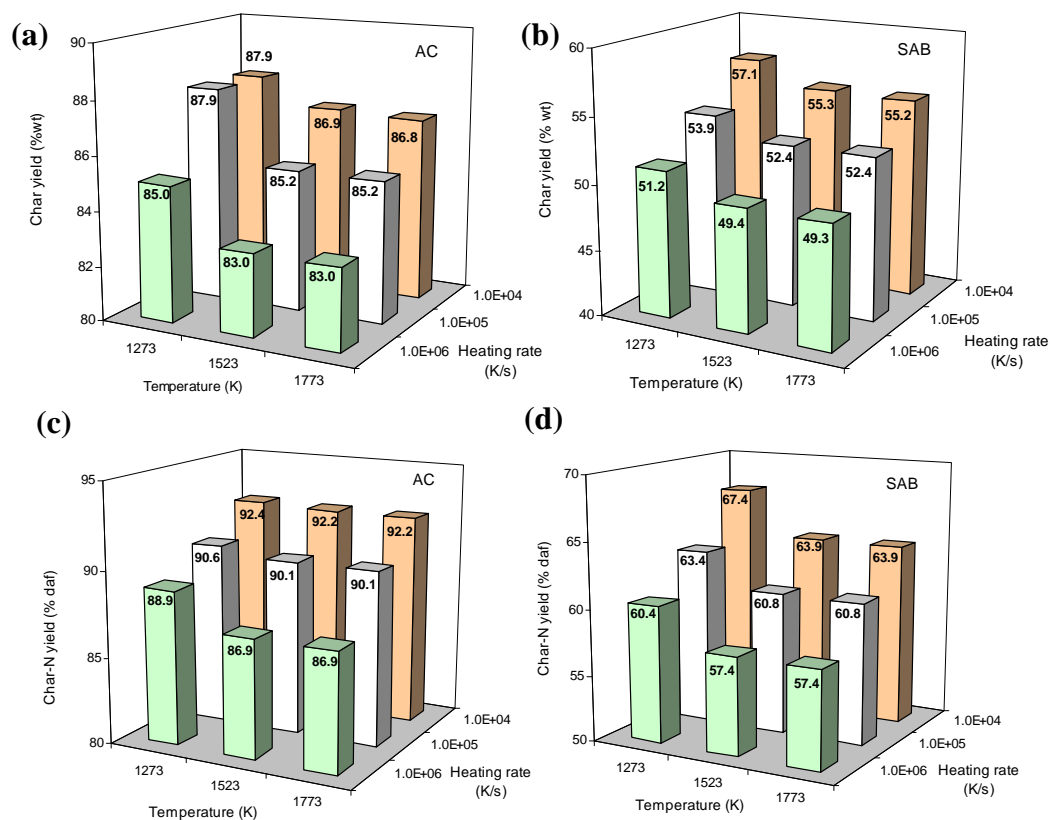 (a)
AC
Char yield (%wt)
90
88
86
84
82
80
87.9
86.9
86.8
87.9
85.2
85.2
85.0
83.0
83.0
1273
1523
1773
Temperature (K)
1.0E+04
1.0E+05
1.0E+06
Heating rate
(K/s)
(b)
SAB
Char yield (% wt)
60
55
50
45
40
57.1
55.3
55.2
53.9
52.4
52.4
51.2
49.4
49.3
1273
1523
1773
Temperature (K)
1.0E+04
1.0E+05
1.0E+06
Heating rate
(K/s)
(c)
AC
Char-N yield (% daf)
95
90
85
80
92.4
92.2
92.2
90.6
90.1
90.1
88.9
86.9
86.9
1273
1523
1773
Temperature (K)
1.0E+04
1.0E+05
1.0E+06
Heating rate
(K/s)
(d)
SAB
Char-N yield (% daf)
70
65
60
55
50
67.4
63.9
63.9
63.4
60.8
60.8
60.4
57.4
57.4
1273
1523
1773
Temperature (K)
1.0E+04
1.0E+05
1.0E+06
Heating rate
(K/s)